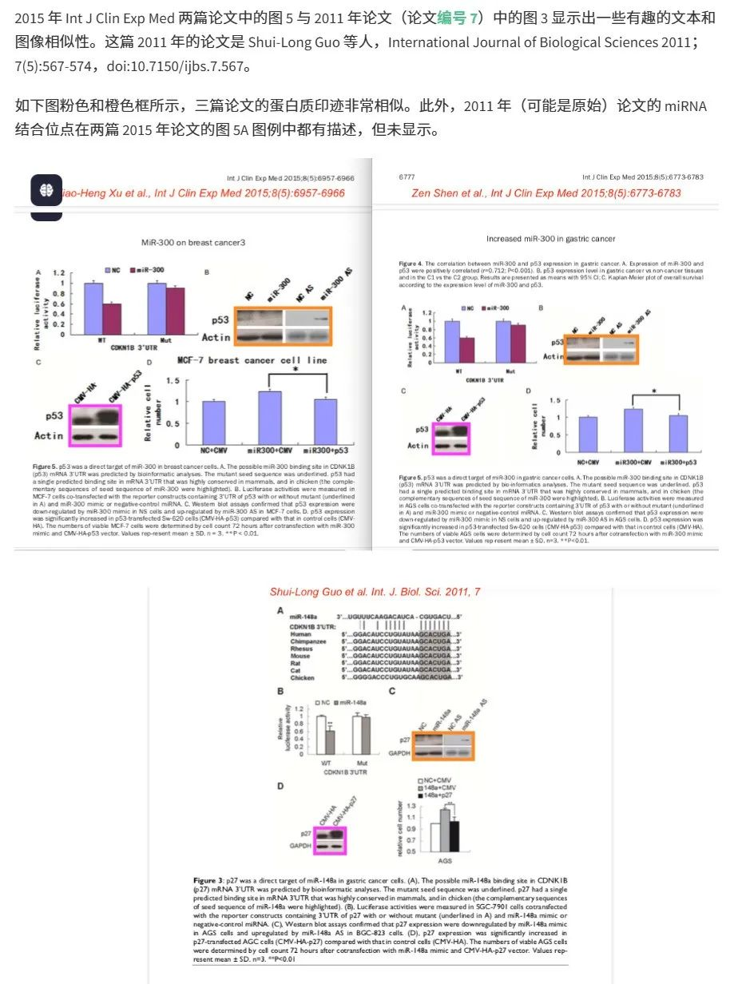 2015 年 Int J Clin Exp Med 两篇论文中的图 5 与 2011 年论文（论文编号 7）中的图 3 显示出一些有趣的文本和
图像相似性。这篇 2011 年的论文是 Shui-Long Guo 等人，International Journal of Biological Sciences 2011；
7(5):567-574，doi:10.7150/ijbs.7.567。
如下图粉色和橙色框所示，三篇论文的蛋白质印迹非常相似。此外，2011 年（可能是原始）论文的 miRNA
结合位点在两篇 2015 年论文的图 5A 图例中都有描述，但未显示。
Int J Clin Exp Med 2015;8(5):6957-6966
iao-Heng Xu et al., Int J Clin Exp Med 2015;8(5):6957-6966
MiR-300 on breast cancer3
A
1.2
1
0.8
0.6
0.4
0.2
0
Relative luciferase
activity
NC miR-300
WT Mut
CDKN1B 3'UTR
B
NC miR-300 NC AS miR-300 AS
p53
Actin
C
CMV-HA CMV-HA-p53
p53
Actin
D
MCF-7 breast cancer cell line
Relative cell
number
1.5
1
0.5
0
*
NC+CMV miR300+CMV miR300+p53
Figure 5. p53 was a direct target of miR-300 in breast cancer cells. A. The possible miR-300 binding site in CDNK1B
(p53) mRNA 3'UTR was predicted by bioinformatic analyses. The mutant seed sequence was underlined. p53 had
a single predicted binding site in mRNA 3'UTR that was highly conserved in mammals, and in chicken (the comple-
mentary sequences of seed sequence of miR-300 were highlighted). B. Luciferase activities were measured in
MCF-7 cells co-transfected with the reporter constructs containing 3'UTR of p53 with or without mutant (underlined
in A) and miR-300 mimic or negative-control miRNA. C. Western blot assays confirmed that p53 expression were
down-regulated by miR-300 mimic in NS cells and up-regulated by miR-300 AS in MCF-7 cells. D. p53 expression
was significantly increased in p53-transfected Sw-620 cells (CMV-HA-p53) compared with that in control cells (CMV-
HA). The numbers of viable MCF-7 cells were determined by cell count 72 hours after cotransfection with miR-300
mimic and CMV-HA-p53 vector. Values rep-resent mean ± SD. n = 3. **P < 0.01.
6777 Int J Clin Exp Med 2015;8(5):6773-6783
Zen Shen et al., Int J Clin Exp Med 2015;8(5):6773-6783
Increased miR-300 in gastric cancer
Figure 4. The correlation between miR-300 and p53 expression in gastric cancer. A. Expression of miR-300 and
p53 were positively correlated (r=0.712; P<0.001). B. p53 expression level in gastric cancer vs non-cancer tissues
and in the C1 vs the C2 group. Results are presented as means with 95% CI; C. Kaplan-Meier plot of overall survival
according to the expression level of miR-300 and p53.
A
1.2
1
0.8
0.6
0.4
0.2
0
Relative luciferase
activity
NC miR-300
WT Mut
CDKN1B 3'UTR
B
NC miR-300 NC AS miR-300 AS
p53
Actin
C
CMV-HA CMV-HA-p53
p53
Actin
D
Relative cell
number
1.5
1
0.5
0
*
NC+CMV miR300+CMV miR300+p53
Figure 5. p53 was a direct target of miR-300 in gastric cancer cells. A. The possible miR-300 binding site in CDNK1B
(p53) mRNA 3'UTR was predicted by bio-informatics analyses. The mutant seed sequence was underlined. p53
had a single predicted binding site in mRNA 3'UTR that was highly conserved in mammals, and in chicken (the
complementary sequences of seed sequence of miR-300 were highlighted). B. Luciferase activities were measured
in AGS cells co-transfected with the reporter constructs containing 3'UTR of p53 with or without mutant (underlined
in A) and miR-300 mimic or negative-control miRNA. C. Western blot assays confirmed that p53 expression were
down-regulated by miR-300 mimic in NS cells and up-regulated by miR-300 AS in AGS cells. D. p53 expression was
significantly increased in p53-transfected Sw-620 cells (CMV-HA-p53) compared with that in control cells (CMV-HA).
The numbers of viable AGS cells were determined by cell count 72 hours after cotransfection with miR-300 mimic
and CMV-HA-p53 vector. Values rep-resent mean ± SD. n=3. **P<0.01.
Shui-Long Guo et al. Int. J. Biol. Sci. 2011, 7
A
miR-148a 3'...UGUUUCAAGACAUCA - CGUGACU...5'
CDKN1B 3'UTR:
Human 5'...GGACAUCCUGUAUAAGCACUGA...3'
Chimpanzee 5'...GGACAUCCUGUAUAAGCACUGA...3'
Rhesus 5'...GGACAUCCUGUAUAAGCACUGA...3'
Mouse 5'...GGACAUCCUGUAUAAGCACUGA...3'
Rat 5'...GGACAUCCUGUAUAAGCACUGA...3'
Cat 5'...GGACAUCCUGUAUAAGCACUGA...3'
Chicken 5'...GGGGACCCUGUGCAAGCACUGA...3'
B
NC miR-148a
Relative
luciferase activity
1.2
1
0.8
0.6
0.4
0.2
0
**
WT Mut
CDKN1B 3'UTR
C
NC miR-148a NC AS miR-148a AS
p27
GAPDH
D
CMV-HA CMV-HA-p27
p27
GAPDH
NC+CMV
148a+CMV
148a+p27
relative cell number
1.3
1.1
0.9
0.7
0.5
**
AGS
Figure 3: p27 was a direct target of miR-148a in gastric cancer cells. (A), The possible miR-148a binding site in CDNK1B
(p27) mRNA 3'UTR was predicted by bioinformatic analyses. The mutant seed sequence was underlined. p27 had a single
predicted binding site in mRNA 3'UTR that was highly conserved in mammals, and in chicken (the complementary sequences
of seed sequence of miR-148a were highlighted). (B), Luciferase activities were measured in SGC-7901 cells cotransfected
with the reporter constructs containing 3'UTR of p27 with or without mutant (underlined in A) and miR-148a mimic or
negative-control miRNA. (C), Western blot assays confirmed that p27 expression were downregulated by miR-148a mimic
in AGS cells and upregulated by miR-148a AS in BGC-823 cells. (D), p27 expression was significantly increased in
p27-transfected AGC cells (CMV-HA-p27) compared with that in control cells (CMV-HA). The numbers of viable AGS cells
were determined by cell count 72 hours after cotransfection with miR-148a mimic and CMV-HA-p27 vector. Values rep-
resent mean ± SD. n=3. **P<0.01